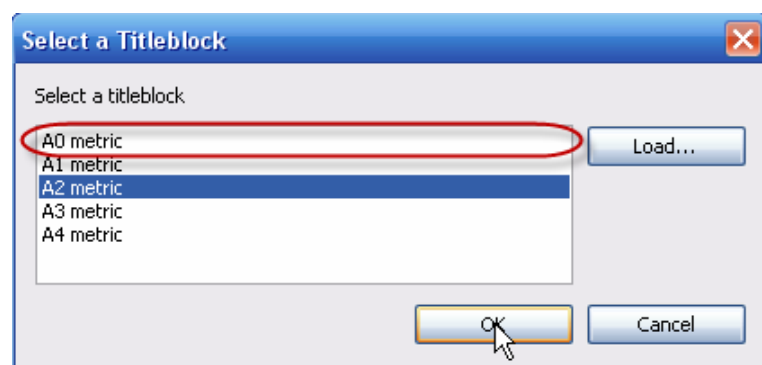 Select a Titleblock
Select a titleblock
A0 metric
Load...
A1 metric
A2 metric
A3 metric
A4 metric
OK
Cancel